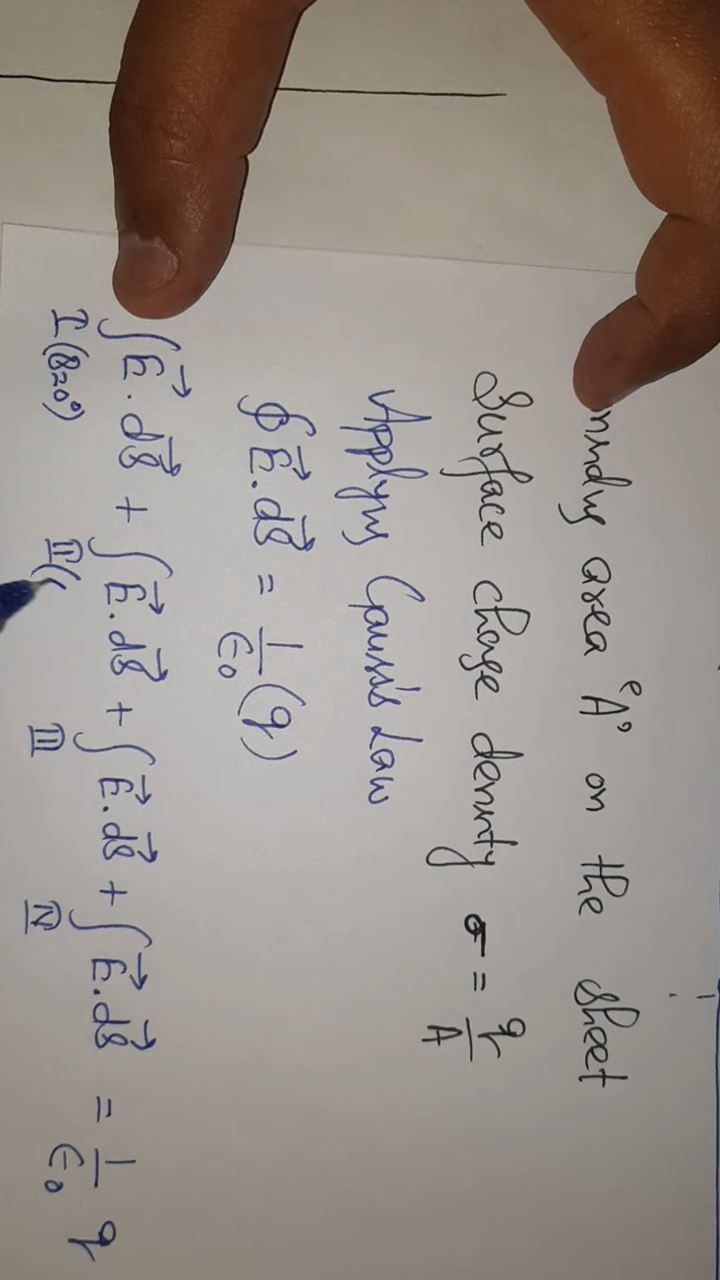 area "A" on the sheet
Surface charge density σ = q/A
Applying Gauss's Law
∮E⃗.dS⃗ = 1/ε₀ (q)
∫E⃗.dS⃗ + ∫E⃗.dS⃗ + ∫E⃗.dS⃗ + ∫E⃗.dS⃗ = 1/ε₀ q
I (θ=0°) II ( III IV